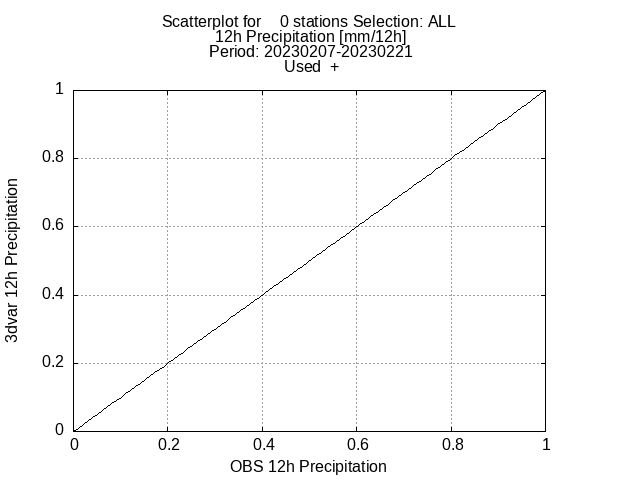 Scatterplot for    0 stations Selection: ALL
12h Precipitation [mm/12h]
Period: 20230207-20230221
Used  +
1
0.8
0.6
0.4
0.2
0
0 0.2 0.4 0.6 0.8 1
3dvar 12h Precipitation
OBS 12h Precipitation